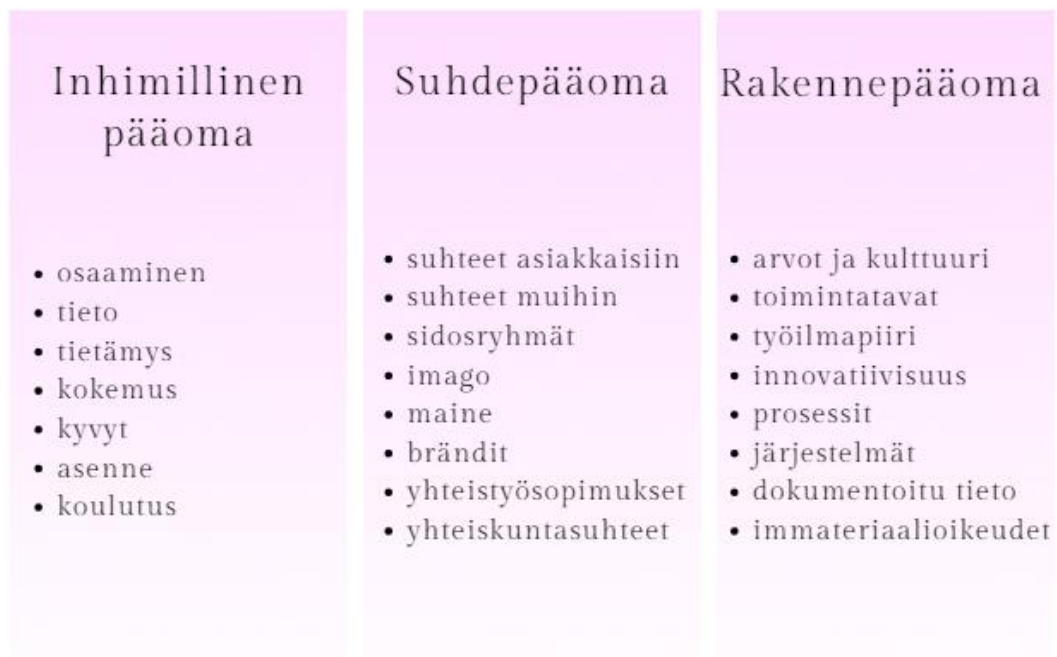 Inhimillinen
pääoma
osaaminen
tieto
tietämys
kokemus
kyvyt
asenne
koulutus
Suhdepääoma
suhteet asiakkaisiin
suhteet muihin
sidosryhmät
imago
maine
brändit
yhteistyösopimukset
yhteiskuntasuhteet
Rakennepääoma
arvot ja kulttuuri
toimintatavat
työilmapiiri
innovatiivisuus
prosessit
järjestelmät
dokumentoitu tieto
immateriaalioikeudet